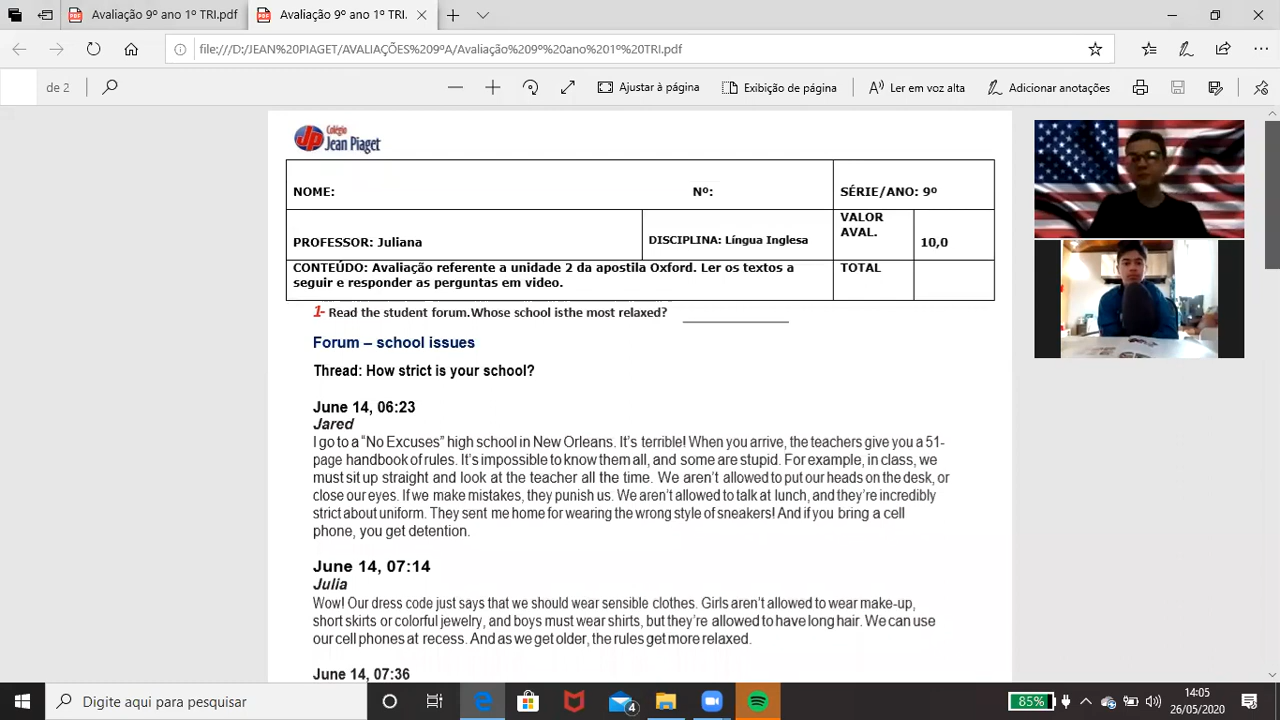 Avaliação 9º ano 1º TRI.pdf
Avaliação 9º ano 1º TRI.
file:///D:/JEAN%20PIAGET/AVALIAÇÕES%209ºA/Avaliação%209º%20ano%201º%20TRI.pdf
de 2
Ajustar à página
Exibição de página
Ler em voz alta
Adicionar anotações
Colégio
Jean Piaget
NOME:
Nº:
SÉRIE/ANO: 9º
PROFESSOR: Juliana
DISCIPLINA: Língua Inglesa
VALOR
AVAL.
10,0
CONTEÚDO: Avaliação referente a unidade 2 da apostila Oxford. Ler os textos a
seguir e responder as perguntas em video.
TOTAL
1- Read the student forum.Whose school isthe most relaxed?
Forum – school issues
Thread: How strict is your school?
June 14, 06:23
Jared
I go to a “No Excuses” high school in New Orleans. It’s terrible! When you arrive, the teachers give you a 51-
page handbook of rules. It’s impossible to know them all, and some are stupid. For example, in class, we
must sit up straight and look at the teacher all the time. We aren’t allowed to put our heads on the desk, or
close our eyes. If we make mistakes, they punish us. We aren’t allowed to talk at lunch, and they’re incredibly
strict about uniform. They sent me home for wearing the wrong style of sneakers! And if you bring a cell
phone, you get detention.
June 14, 07:14
Julia
Wow! Our dress code just says that we should wear sensible clothes. Girls aren’t allowed to wear make-up,
short skirts or colorful jewelry, and boys must wear shirts, but they’re allowed to have long hair. We can use
our cell phones at recess. And as we get older, the rules get more relaxed.
June 14, 07:36
Digite aqui para pesquisar
4
85%
14:05
26/05/2020